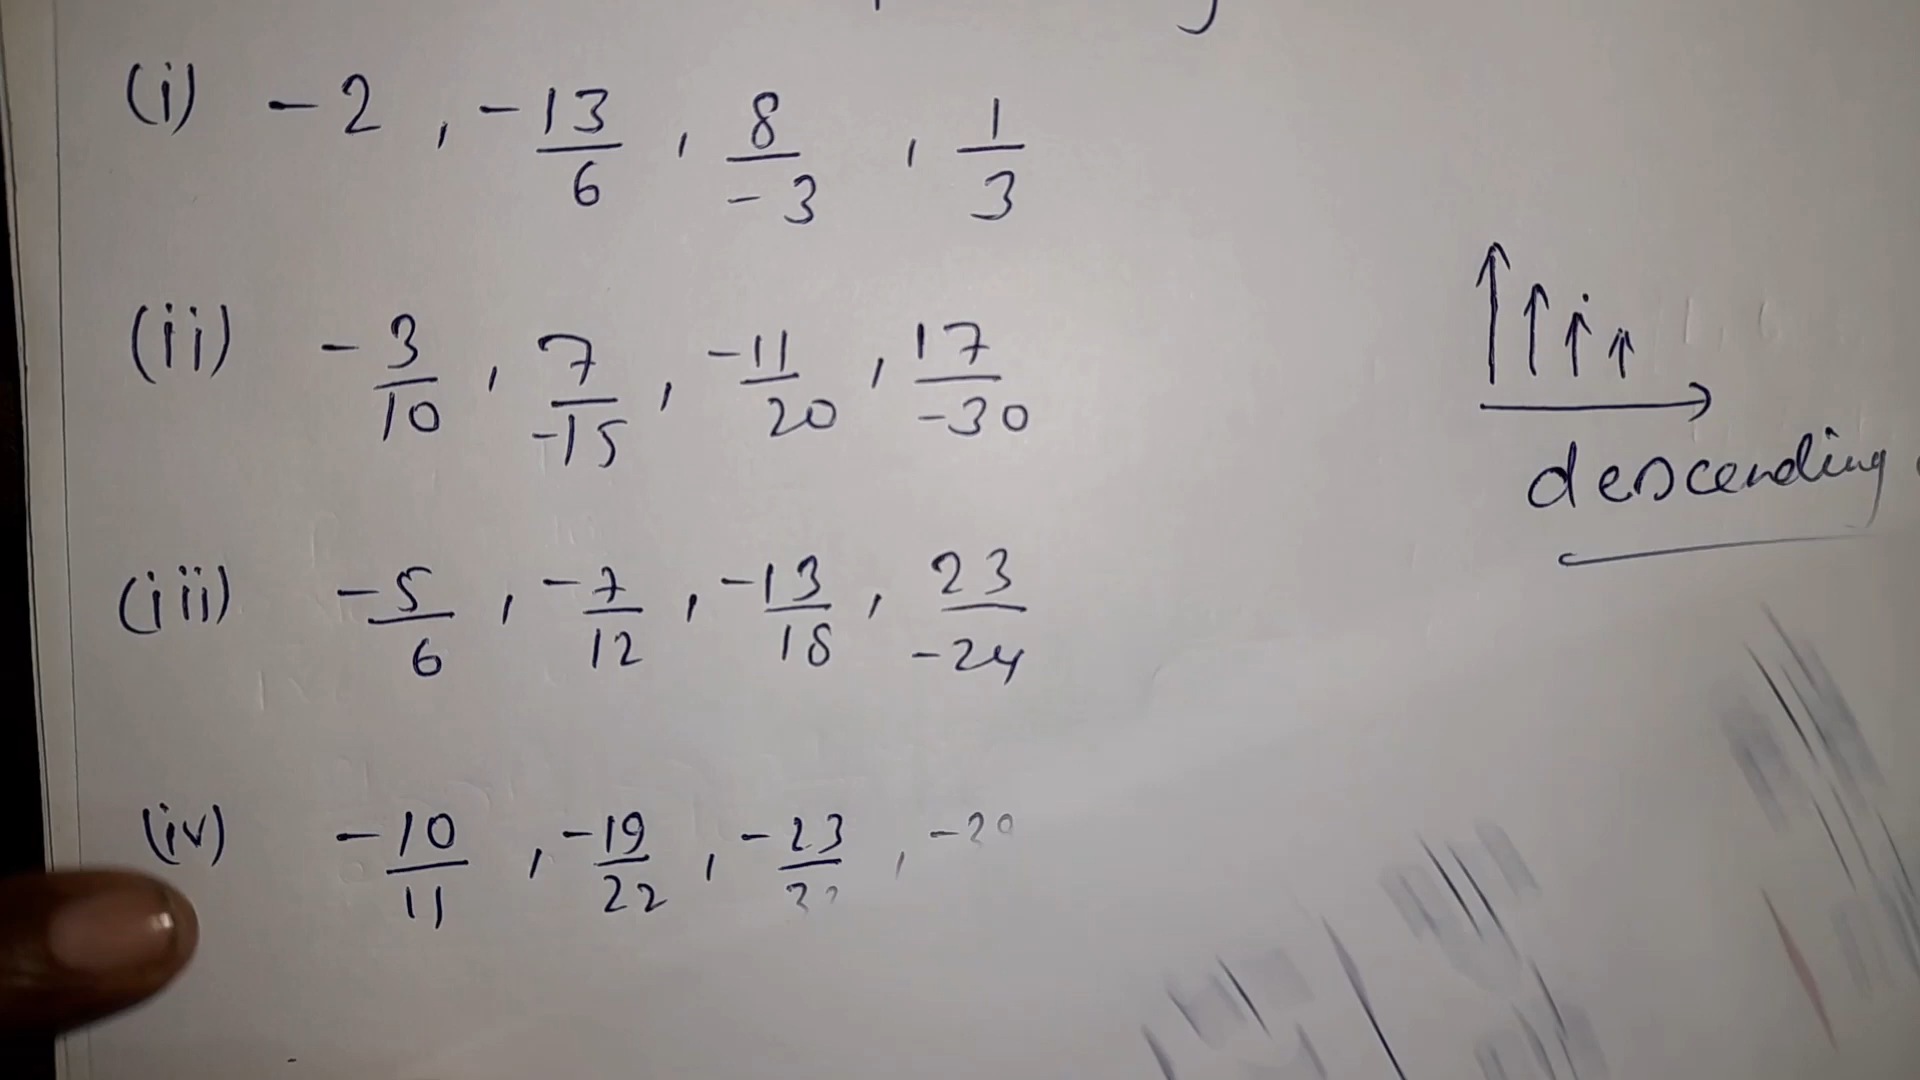 (i) -2 , -13/6 , 8/-3 , 1/3
(ii) -3/10 , 7/-15 , -11/20 , 17/-30
descending
(iii) -5/6 , -7/12 , -13/18 , 23/-24
(iv) -10/11 , -19/22 , -23/